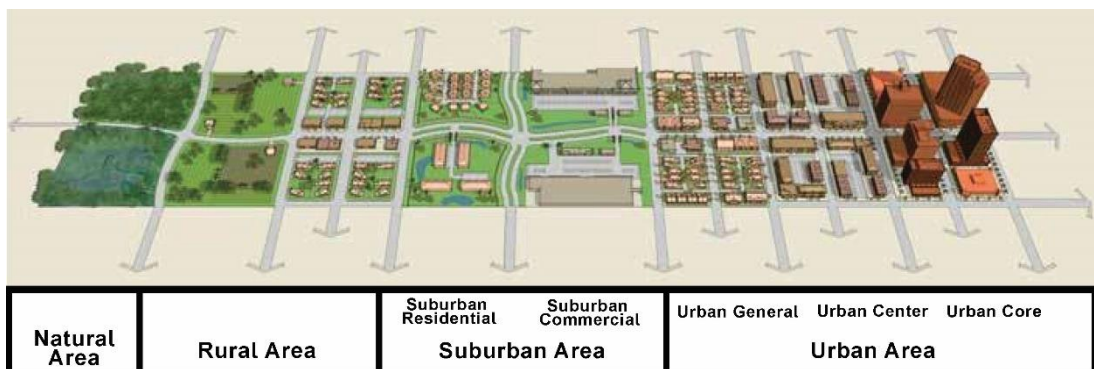 Natural
Area
Rural Area
Suburban
Residential
Suburban
Commercial
Suburban Area
Urban General
Urban Center
Urban Core
Urban Area